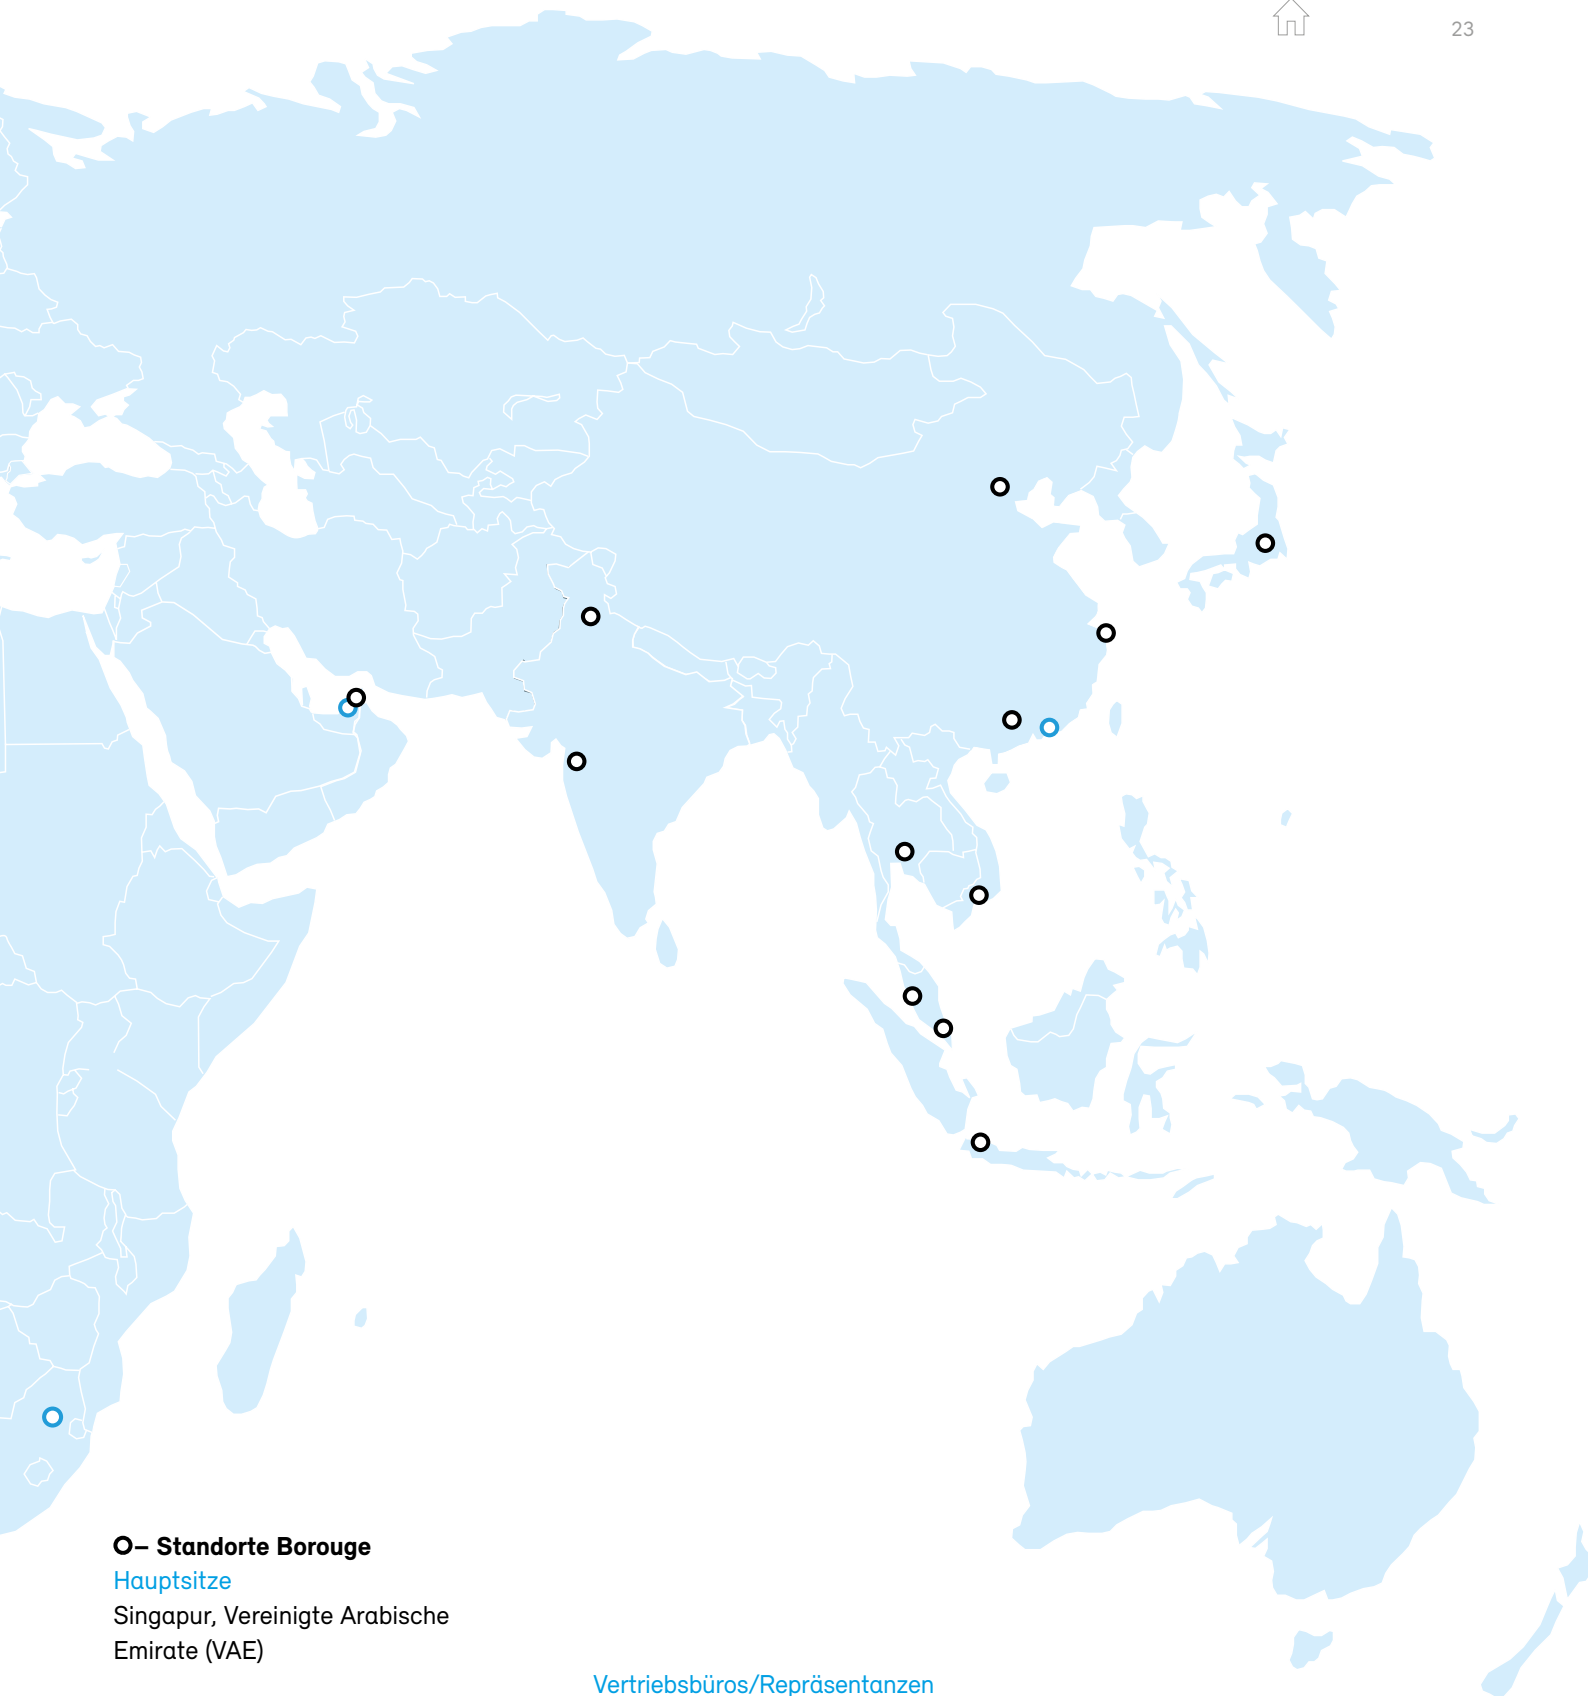 23
– Standorte Borouge
Hauptsitze
Singapur, Vereinigte Arabische
Emirate (VAE)
Vertriebsbüros/Repräsentanzen